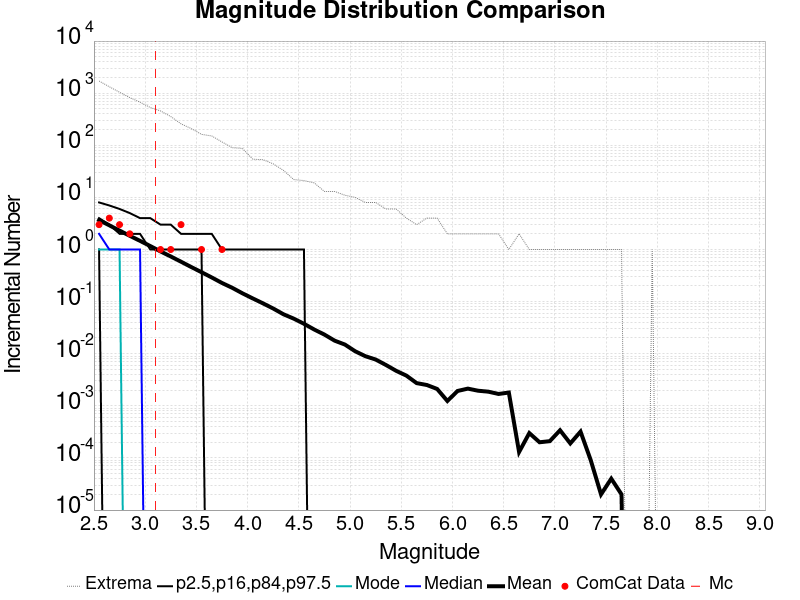 Magnitude Distribution Comparison
10 4
10 3
10 2
10 1
10 0
10 -1
10 -2
10 -3
10 -4
10 -5
Incremental Number
2.5 3.0 3.5 4.0 4.5 5.0 5.5 6.0 6.5 7.0 7.5 8.0 8.5 9.0
Magnitude
Extrema p2.5,p16,p84,p97.5 Mode Median Mean ComCat Data Mc